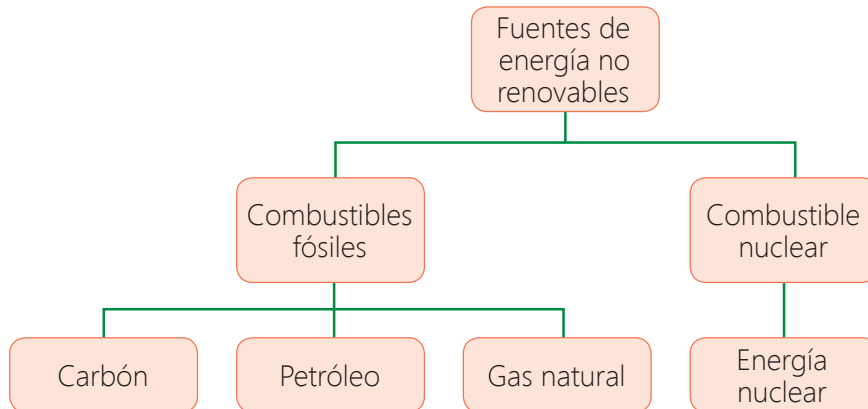 Fuentes de
energía no
renovables
Combustibles
fósiles
Combustible
nuclear
Carbón
Petróleo
Gas natural
Energía
nuclear